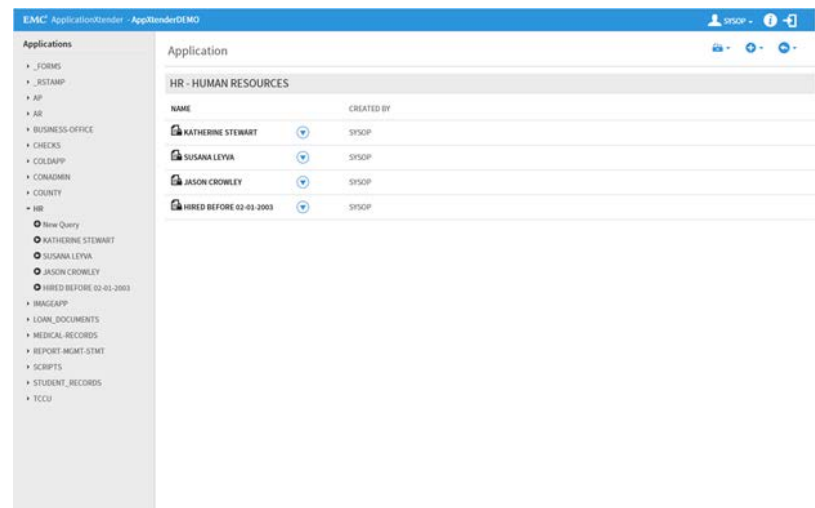 EMC² ApplicationXtender - AppXtenderDEMO
SYSOP
Applications
_FORMS
_RSTAMP
AP
AR
BUSINESS-OFFICE
CHECKS
COLDAPP
CONADMIN
COUNTY
HR
New Query
KATHERINE STEWART
SUSANA LEYVA
JASON CROWLEY
HIRED BEFORE 02-01-2003
IMAGEAPP
LOAN_DOCUMENTS
MEDICAL-RECORDS
REPORT-MGMT-STMT
SCRIPTS
STUDENT_RECORDS
TCCU
Application
HR - HUMAN RESOURCES
NAME CREATED BY
KATHERINE STEWART SYSOP
SUSANA LEYVA SYSOP
JASON CROWLEY SYSOP
HIRED BEFORE 02-01-2003 SYSOP